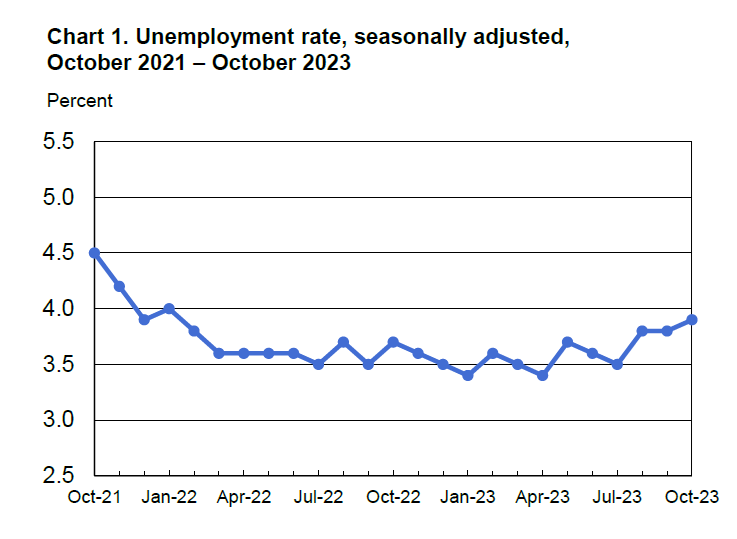 Chart 1. Unemployment rate, seasonally adjusted,
October 2021 – October 2023
Percent
5.5
5.0
4.5
4.0
3.5
3.0
2.5
Oct-21 Jan-22 Apr-22 Jul-22 Oct-22 Jan-23 Apr-23 Jul-23 Oct-23